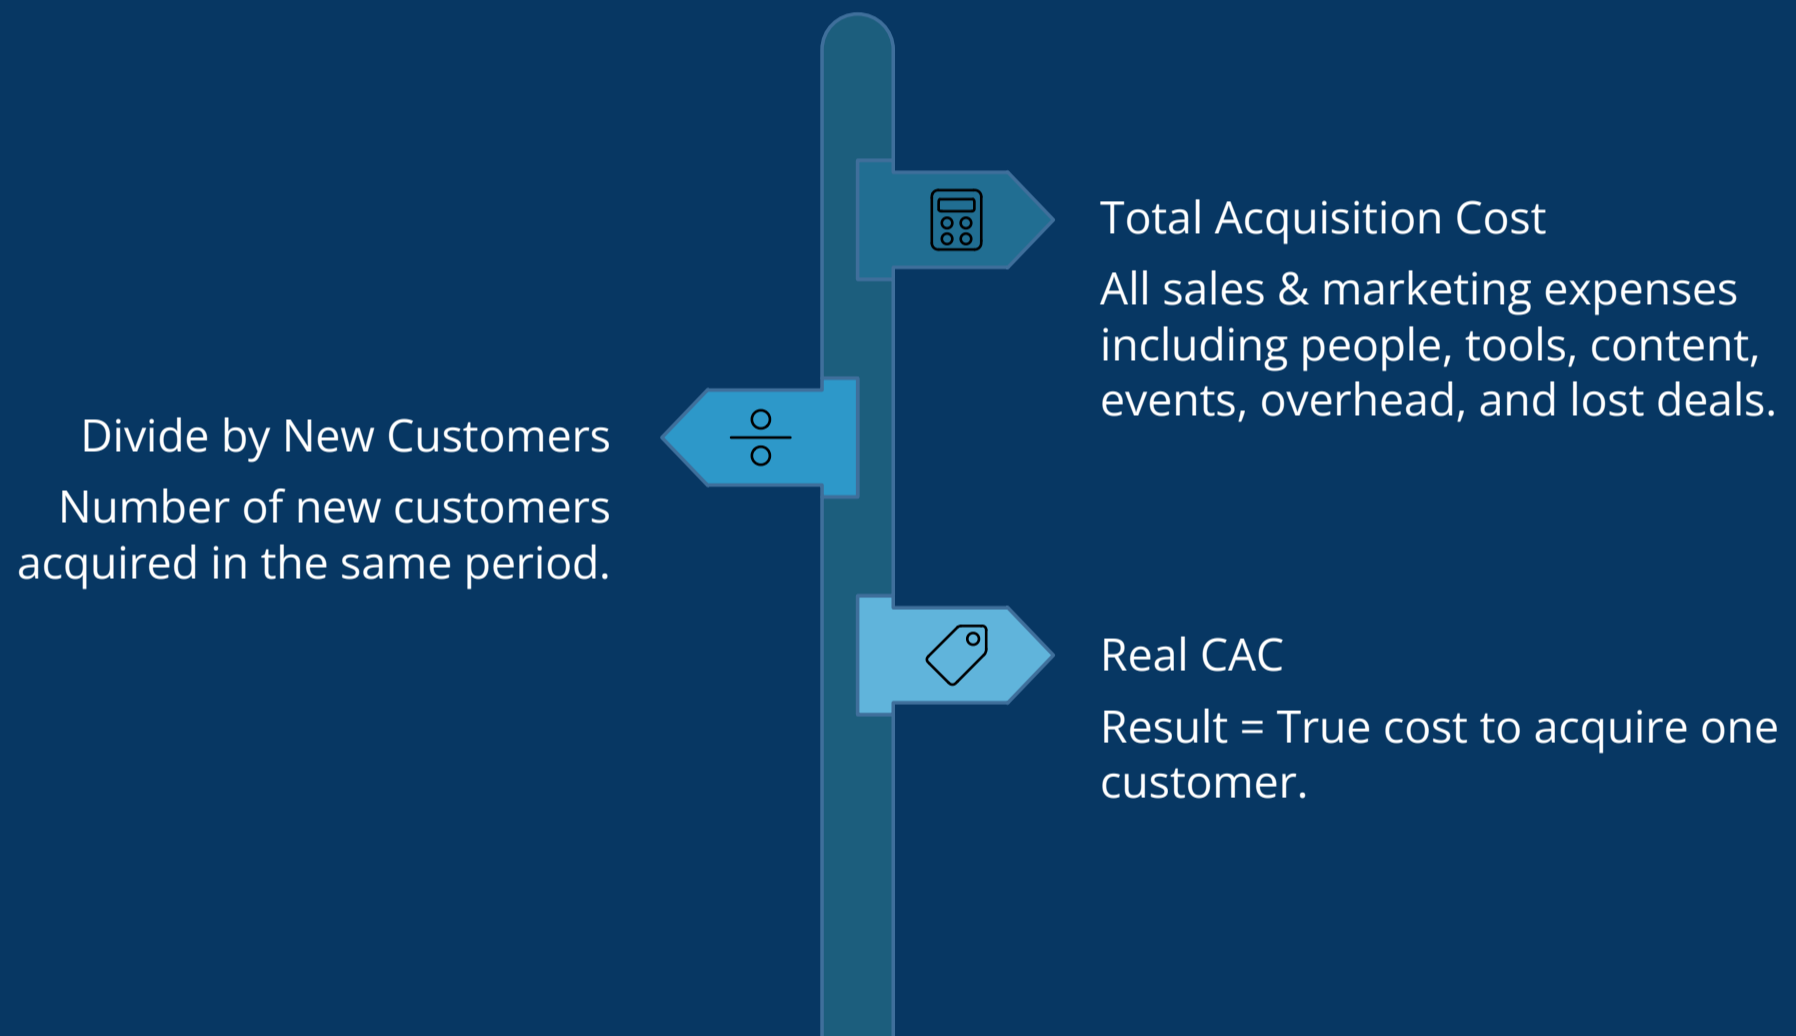 Total Acquisition Cost
All sales & marketing expenses
including people, tools, content,
events, overhead, and lost deals.
Divide by New Customers
Number of new customers
acquired in the same period.
Real CAC
Result = True cost to acquire one
customer.